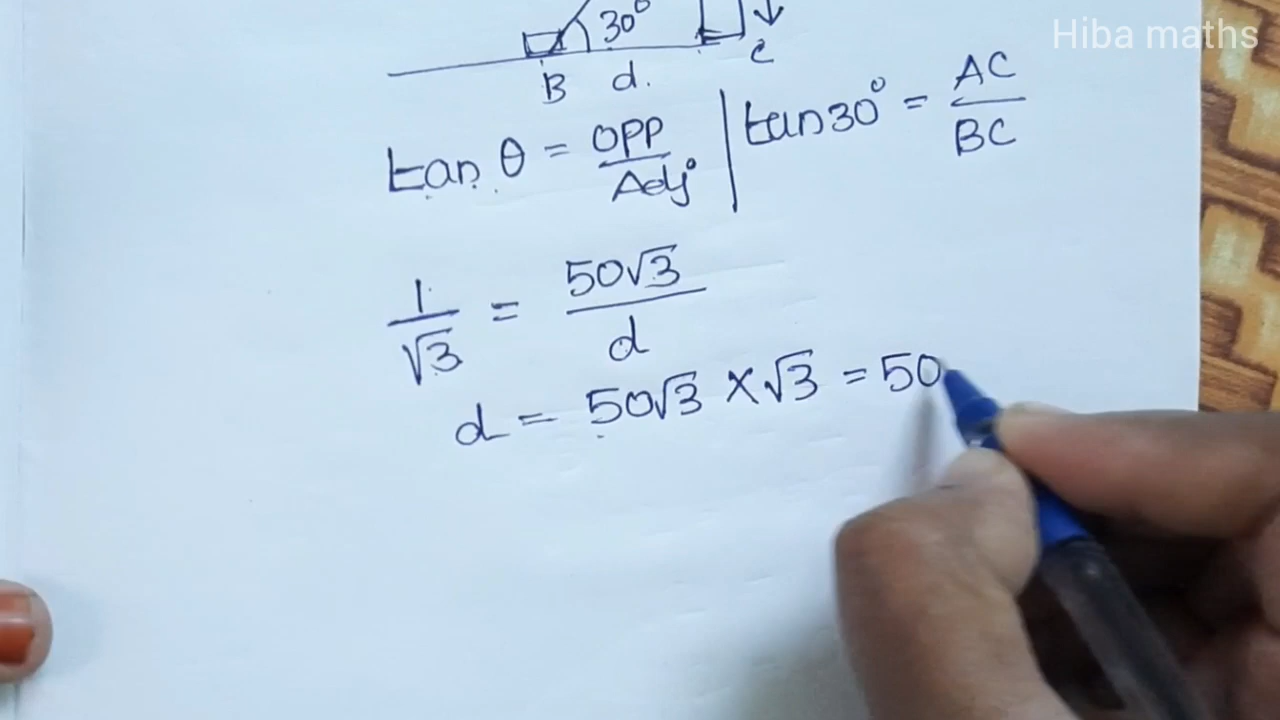 Hiba maths
30°
B d. C
tan θ = opp/Adj° | tan30° = AC/BC
1/√3 = 50√3/d
d = 50√3 × √3 = 50